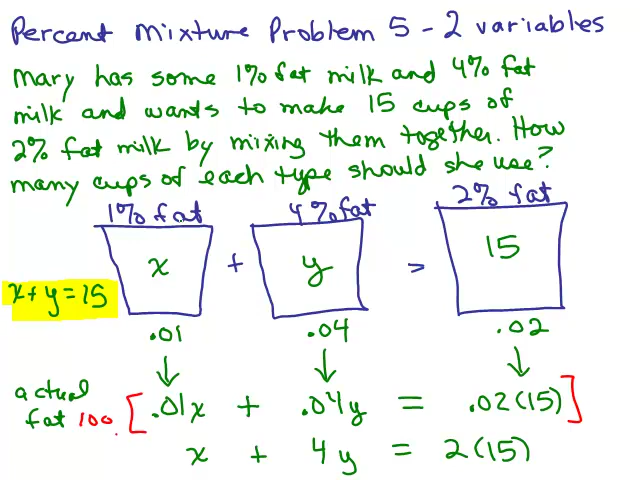 Percent Mixture Problem 5 - 2 variables
Mary has some 1% fat milk and 4% fat
milk and wants to make 15 cups of
2% fat milk by mixing them together. How
many cups of each type should she use?
1% fat 4% fat 2% fat
x + y = 15
x+y=15
.01 .04 .02
actual
fat 100. [.01x + .04y = .02(15)]
x + 4y = 2(15)